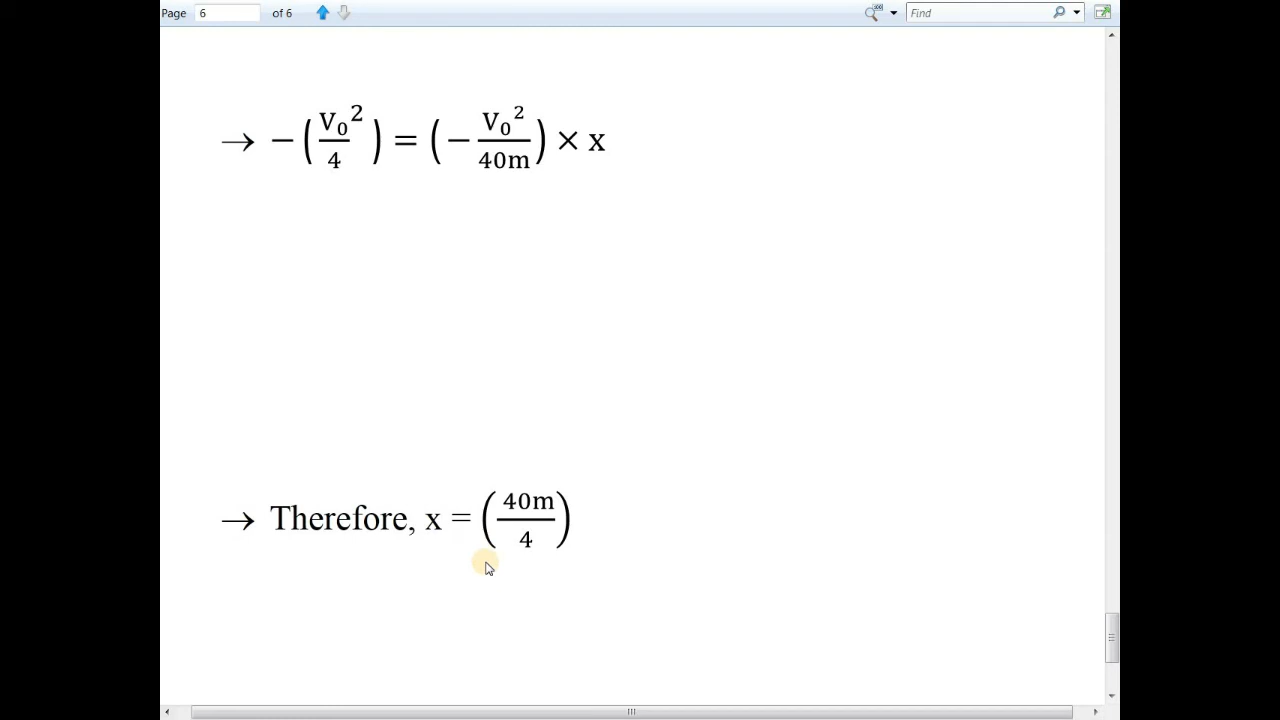 Page 6 of 6 Find
→ −(V₀²/4) = (−V₀²/40m) × x
→ Therefore, x = (40m/4)